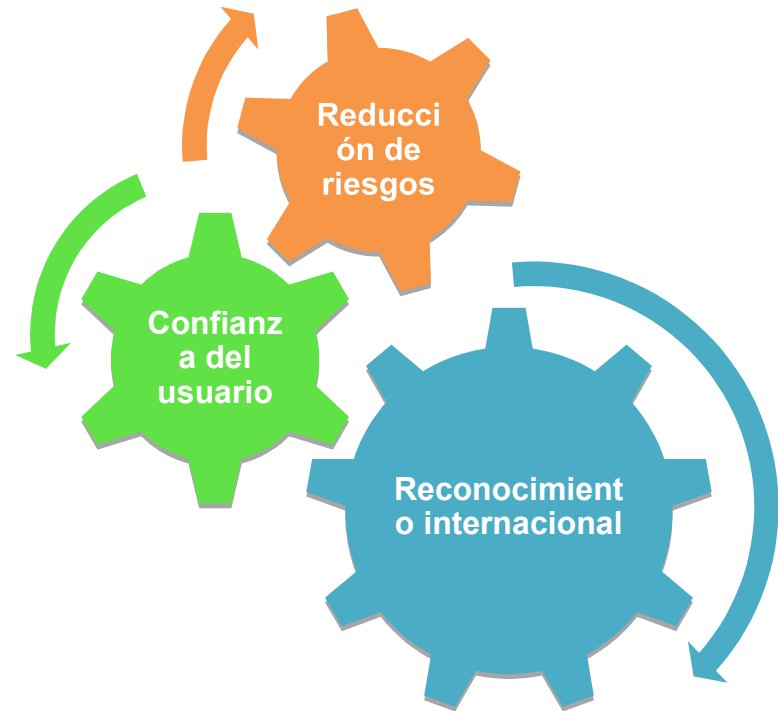 Reducci
ón de
riesgos
Confianz
a del
usuario
Reconocimient
o internacional